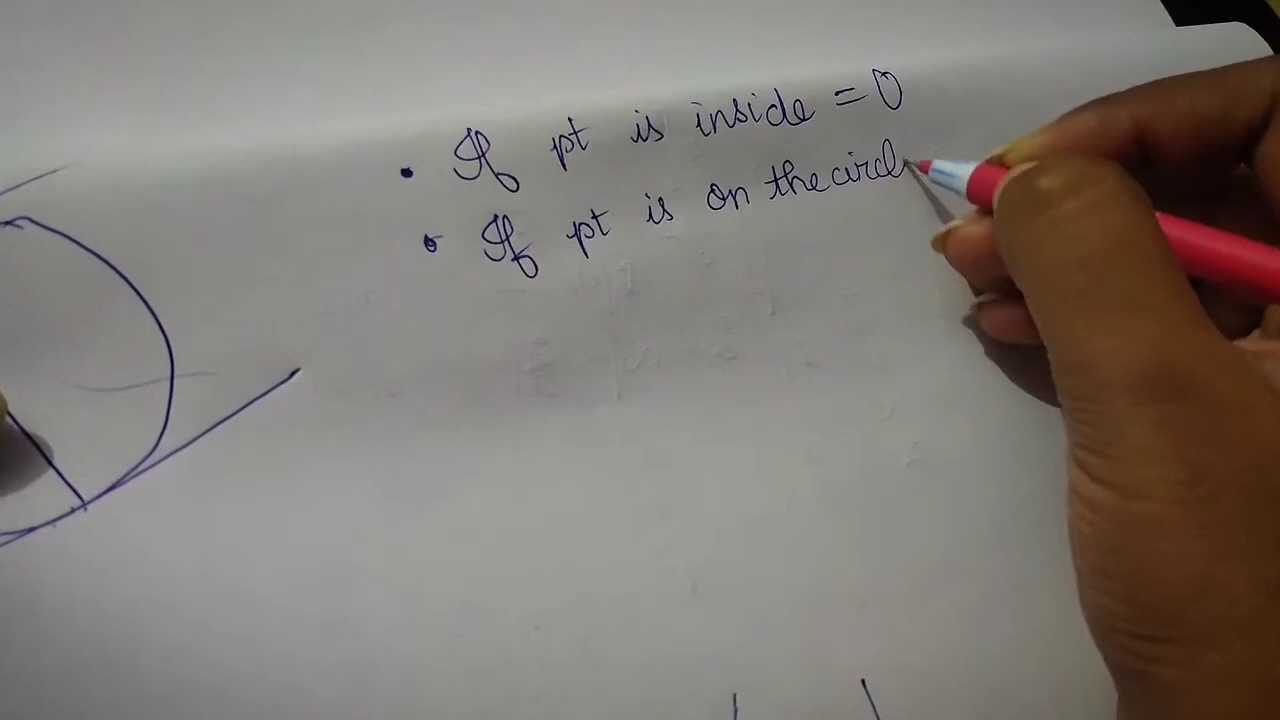 • If pt is inside = 0
• If pt is on the circl